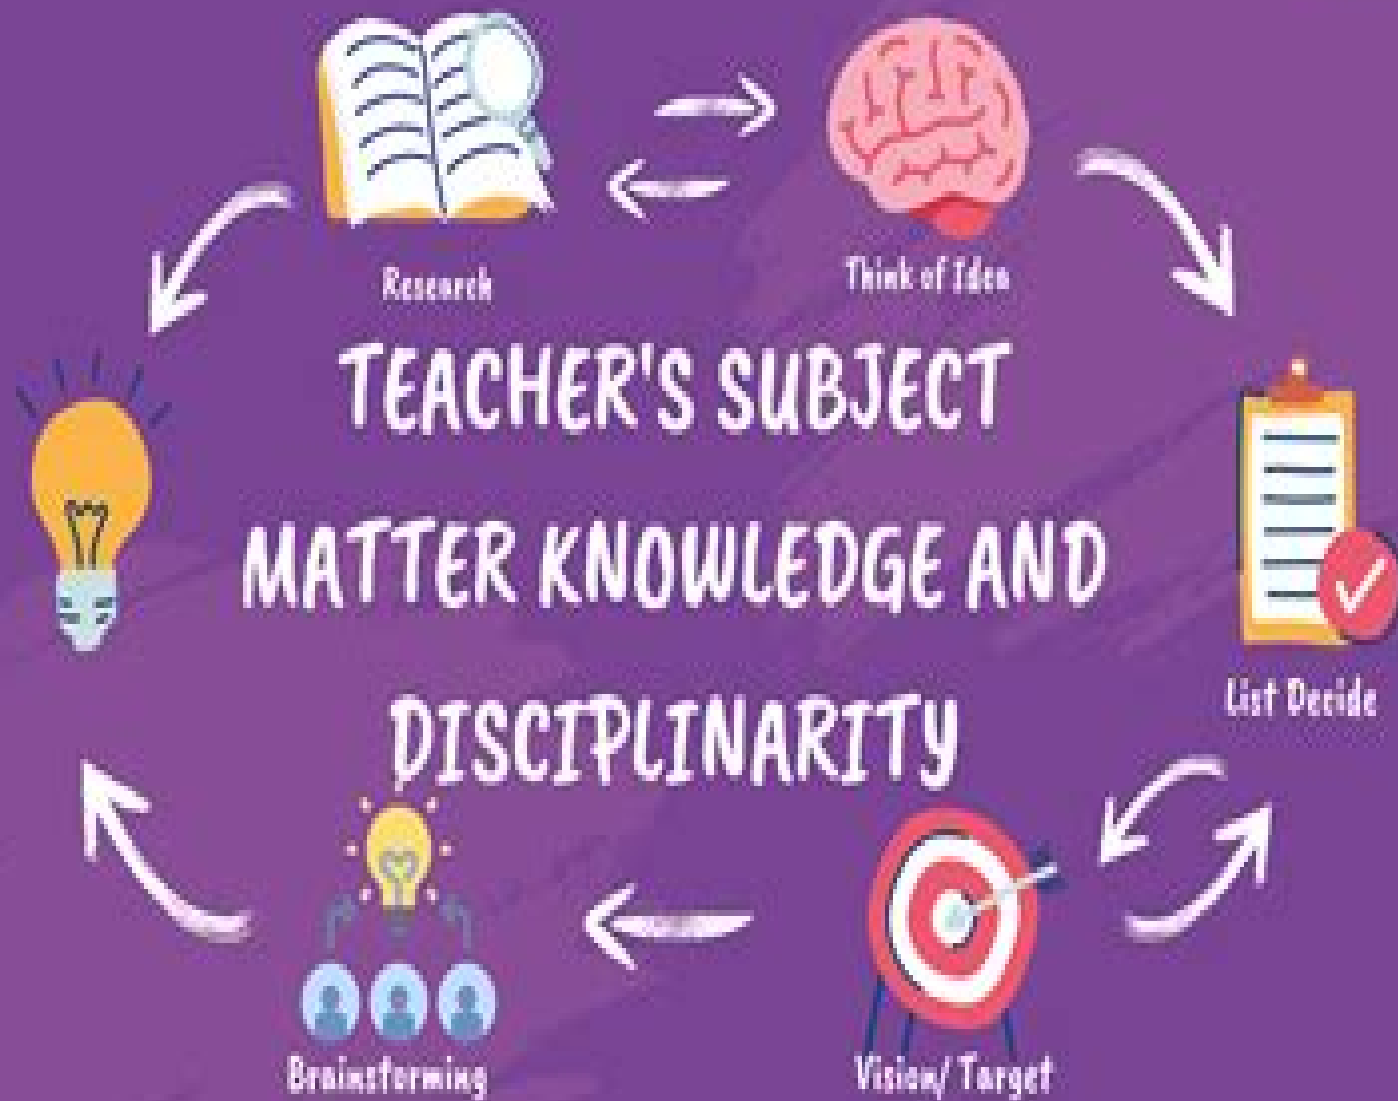 Research
Think of Idea
TEACHER'S SUBJECT
MATTER KNOWLEDGE AND
DISCIPLINARITY
List Decide
Brainstorming
Vision/ Target